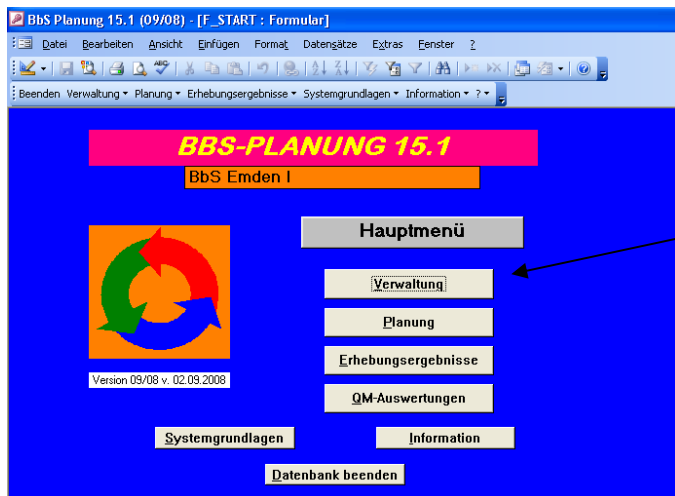 BbS Planung 15.1 (09/08) - [F_START : Formular]
Datei Bearbeiten Ansicht Einfügen Format Datensätze Extras Fenster ?
Beenden Verwaltung Planung Erhebungsergebnisse Systemgrundlagen Information ?
BBS-PLANUNG 15.1
BbS Emden I
Hauptmenü
Verwaltung
Planung
Erhebungsergebnisse
Version 09/08 v. 02.09.2008
QM-Auswertungen
Systemgrundlagen Information
Datenbank beenden